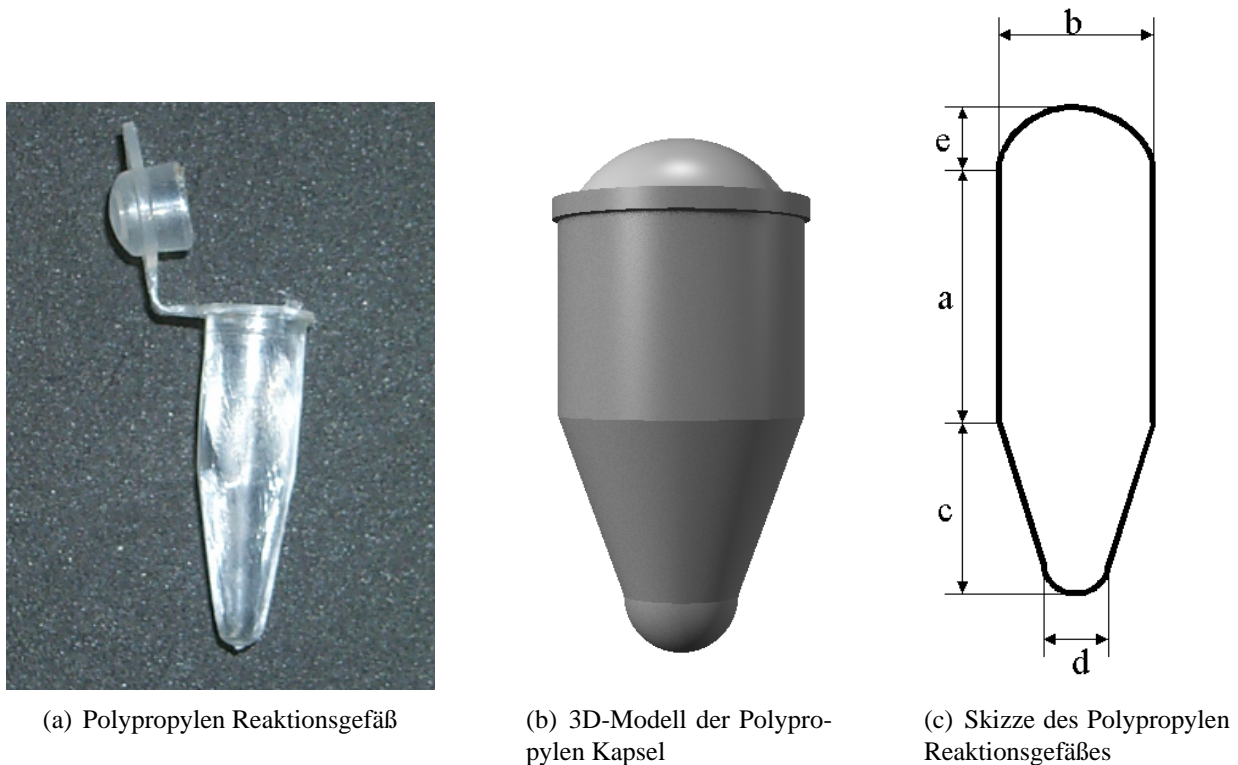 b
e
a
c
d
(a) Polypropylen Reaktionsgefäß
(b) 3D-Modell der Polypro-
pylen Kapsel
(c) Skizze des Polypropylen
Reaktionsgefäßes